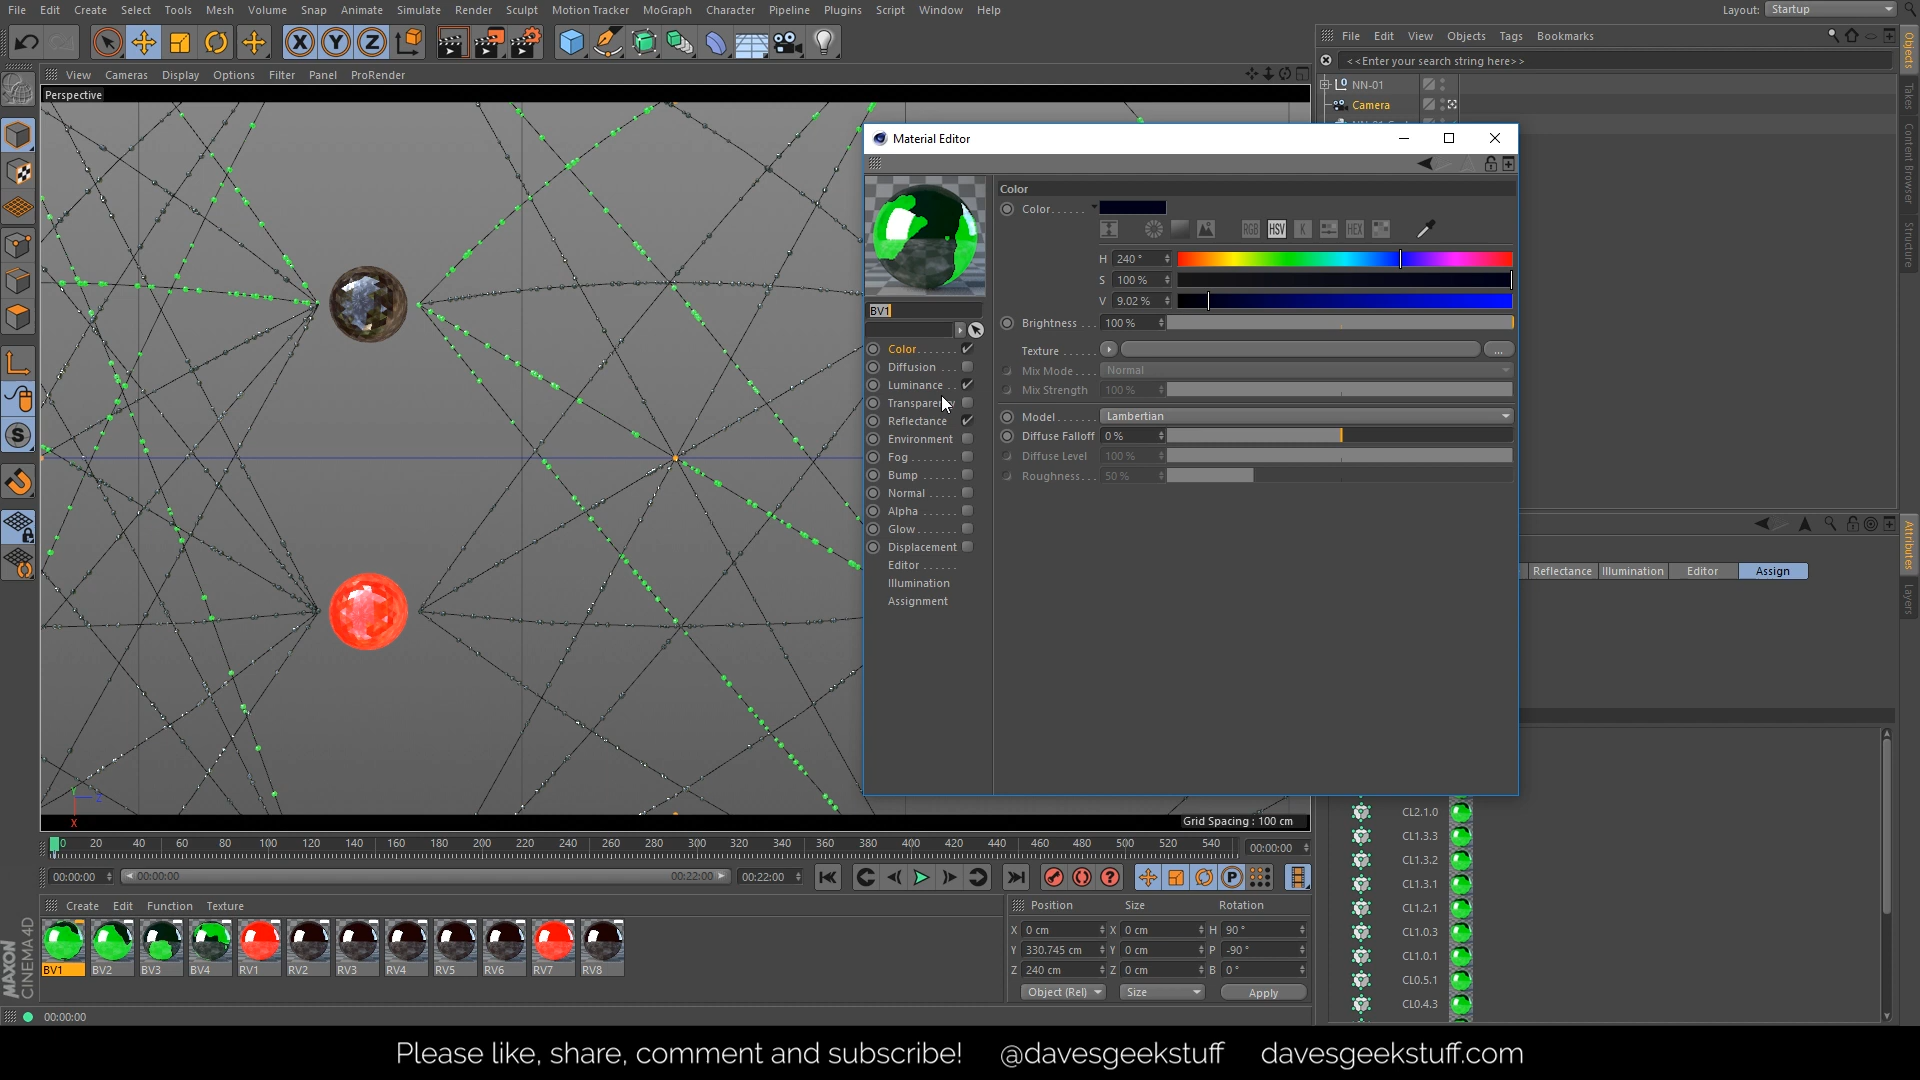 File Edit Create Select Tools Mesh Volume Snap Animate Simulate Render Sculpt Motion Tracker MoGraph Character Pipeline Plugins Script Window Help
Layout: Startup
File Edit View Objects Tags Bookmarks
<<Enter your search string here>>
NN-01
Camera
Objects
Takes
Content Browser
Structure
View Cameras Display Options Filter Panel ProRender
Perspective
Material Editor
BV1
Color
Diffusion
Luminance
Reflectance
Environment
Fog
Bump
Normal
Alpha
Glow
Displacement
Editor
Illumination
Assignment
Color
Color
RGB HSV K HEX
H 240 °
S 100 %
V 9.02 %
Brightness 100 %
Texture ...
Mix Mode Normal
Mix Strength 100 %
Model Lambertian
Diffuse Falloff 0 %
Diffuse Level 100 %
Roughness 50 %
Attributes
Layers
Reflectance Illumination Editor Assign
CL2.1.0
CL1.3.3
CL1.3.2
CL1.3.1
CL1.2.1
CL1.0.3
CL1.0.1
CL0.5.1
CL0.4.3
Y
Z
X
Grid Spacing : 100 cm
0 20 40 60 80 100 120 140 160 180 200 220 240 260 280 300 320 340 360 380 400 420 440 460 480 500 520 540 00:00:00
00:00:00 00:00:00 00:22:00 00:22:00
Create Edit Function Texture
BV1 BV2 BV3 BV4 RV1 RV2 RV3 RV4 RV5 RV6 RV7 RV8
Position Size Rotation
X 0 cm X 0 cm H 90 °
Y 330.745 cm Y 0 cm P -90 °
Z 240 cm Z 0 cm B 0 °
Object (Rel) Size Apply
MAXON
CINEMA 4D
00:00:00
Please like, share, comment and subscribe! @davesgeekstuff davesgeekstuff.com